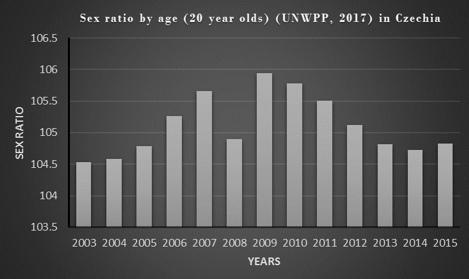 Sex ratio by age (20 year olds) (UNWPP, 2017) in Czechia
106.5
106
105.5
105
104.5
104
103.5
SEX RATIO
2003 2004 2005 2006 2007 2008 2009 2010 2011 2012 2013 2014 2015
YEARS